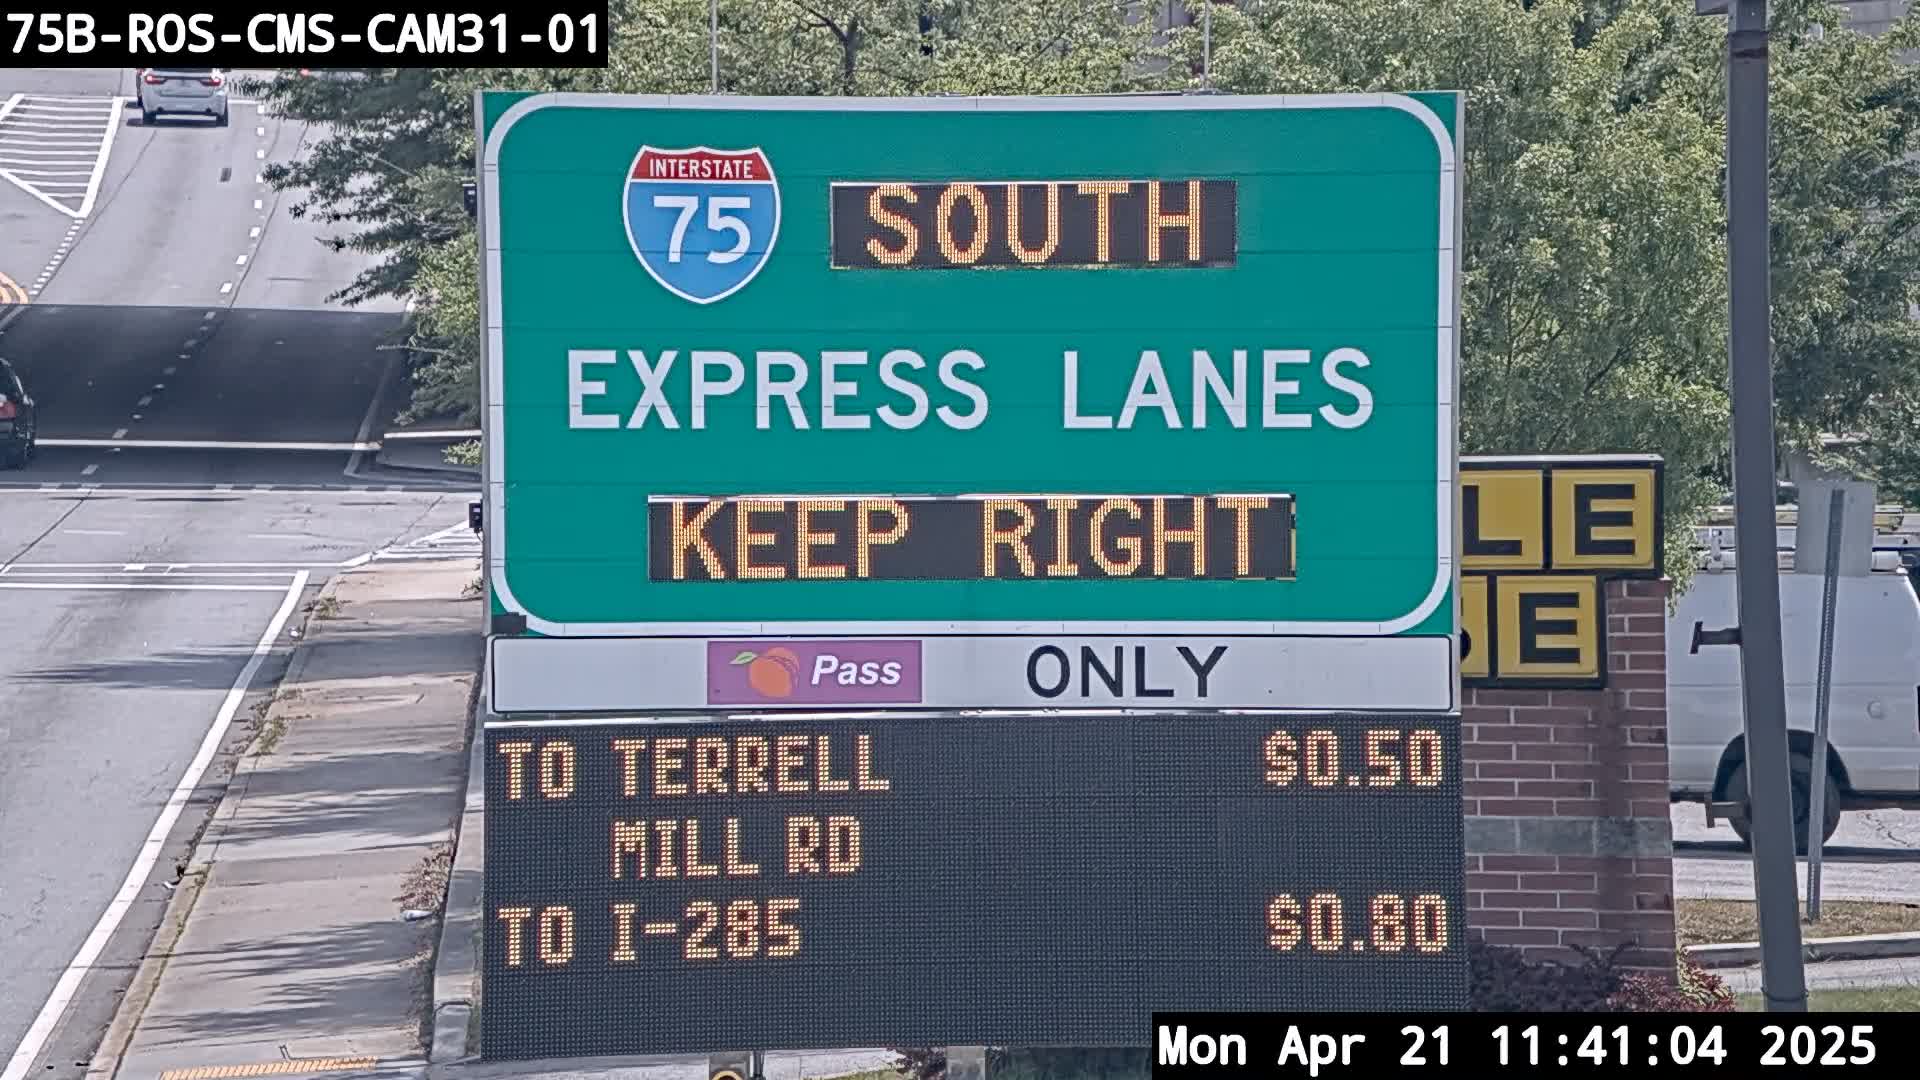 75B-ROS-CMS-CAM31-01
INTERSTATE
75
SOUTH
EXPRESS LANES
KEEP RIGHT
LE
E
Pass ONLY
TO TERRELL $0.50
MILL RD
TO I-285 $0.80
Mon Apr 21 11:41:04 2025